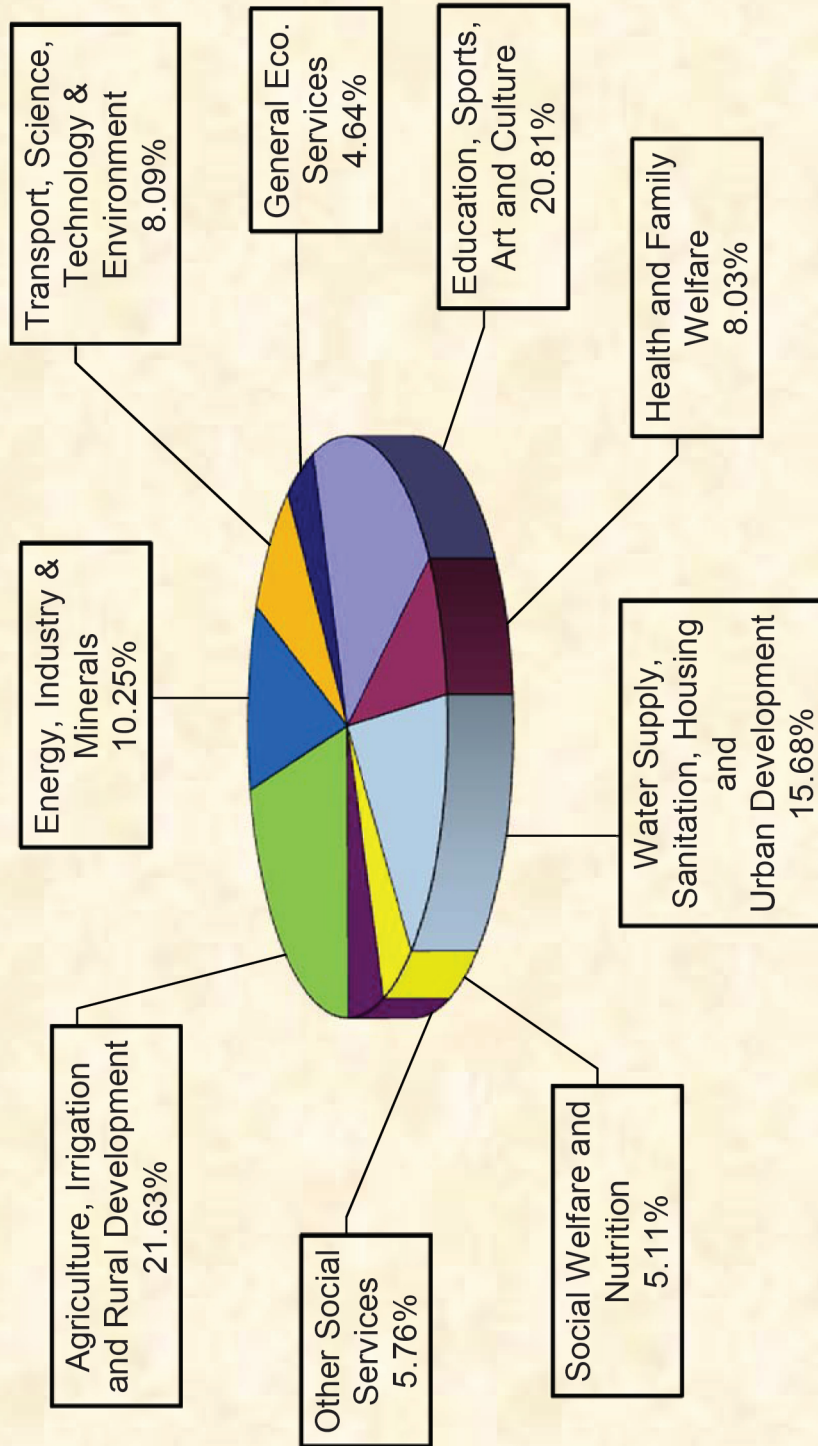 Agriculture, Irrigation
and Rural Development
21.63%
Energy, Industry &
Minerals
10.25%
Transport, Science,
Technology &
Environment
8.09%
General Eco.
Services
4.64%
Education, Sports,
Art and Culture
20.81%
Health and Family
Welfare
8.03%
Water Supply,
Sanitation, Housing
and
Urban Development
15.68%
Social Welfare and
Nutrition
5.11%
Other Social
Services
5.76%